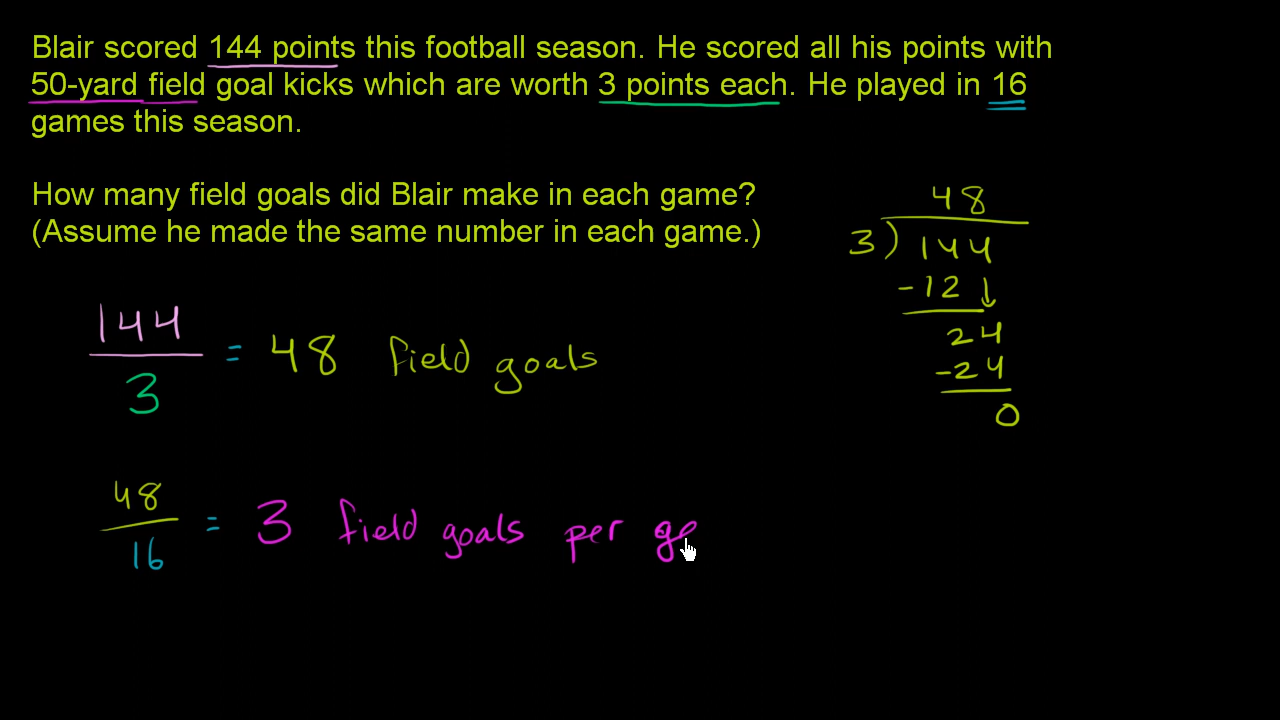 Blair scored 144 points this football season. He scored all his points with
50-yard field goal kicks which are worth 3 points each. He played in 16
games this season.
How many field goals did Blair make in each game?
(Assume he made the same number in each game.)
48
3 ) 144
-12
24
-24
0
144
3
= 48 field goals
48
16
= 3 field goals per